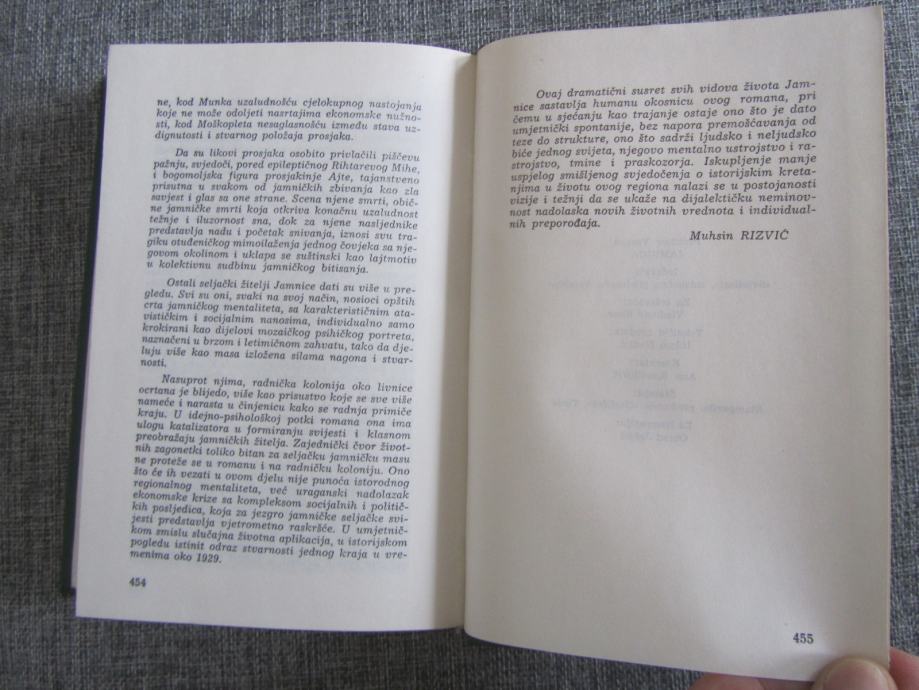 ne, kod Munka uzaludnošću cjelokupnog nastojanja
koje ne može odoljeti nasrtajima ekonomske nužno-
sti, kod Moškopleta nesaglasnošću između stava uz-
dignutosti i stvarnog položaja prosjaka.
Da su likovi prosjaka osobito privlačili piščevu
pažnju, svjedoči, pored epileptičnog Rihtarevog Mihe,
i bogomoljska figura prosjakinje Ajte, tajanstveno
prisutna u svakom od jamničkih zbivanja kao zla
savjest i glas sa one strane. Scena njene smrti, obič-
ne jamničke smrti koja otkriva konačnu uzaludnost
težnje i iluzornost sna, dok za njene nasljednike
predstavlja nadu i početak snivanja, iznosi svu tra-
giku otuđeničkog mimoilaženja jednog čovjeka sa nje-
govom okolinom i uklapa se suštinski kao lajtmotiv
u kolektivnu sudbinu jamničkog bitisanja.
Ostali seljački žitelji Jamnice dati su više u pre-
gledu. Svi su oni, svaki na svoj način, nosioci opštih
crta jamničkog mentaliteta, sa karakterističnim ata-
vističkim i socijalnim nanosima, individualno samo
krokirani kao dijelovi mozaičkog psihičkog portreta,
naznačeni u brzom i letimičnom zahvatu, tako da dje-
luju više kao masa izložena silama nagona i stvar-
nosti.
Nasuprot njima, radnička kolonija oko livnice
ocrtana je blijedo, više kao prisustvo koje se sve više
nameće i narasta u činjenicu kako se radnja primiče
kraju. U idejno-psihološkoj potki romana ona ima
ulogu katalizatora u formiranju svijesti i klasnom
preobražaju jamničkih žitelja. Zajednički čvor život-
nih zagonetki toliko bitan za seljačku jamničku masu
ne proteže se u romanu i na radničku koloniju. Ono
što će ih vezati u ovom djelu nije punoća istorodnog
regionalnog mentaliteta, već uraganski nadolazak
ekonomske krize sa kompleksom socijalnih i politič-
kih posljedica, koja za jezgro jamničke seljačke svi-
jesti predstavlja vjetrometno raskršće. U umjetnič-
kom smislu slučajna životna aplikacija, u istorijskom
pogledu istinit odraz stvarnosti jednog kraja u vre-
menima oko 1929.
454
Ovaj dramatični susret svih vidova života Jam-
nice sastavlja humanu okosnicu ovog romana, pri
čemu u sjećanju kao trajanje ostaje ono što je dato
umjetnički spontanije, bez napora premošćavanja od
teze do strukture, ono što sadrži ljudsko i neljudsko
biće jednog svijeta, njegovo mentalno ustrojstvo i ra-
strojstvo, tmine i praskozorja. Iskupljenje manje
uspjelog smišljenog svjedočenja o istorijskim kreta-
njima u životu ovog regiona nalazi se u postojanosti
vizije i težnji da se ukaže na dijalektičku neminov-
nost nadolaska novih životnih vrednota i individual-
nih preporođaja.
Muhsin RIZVIĆ
455